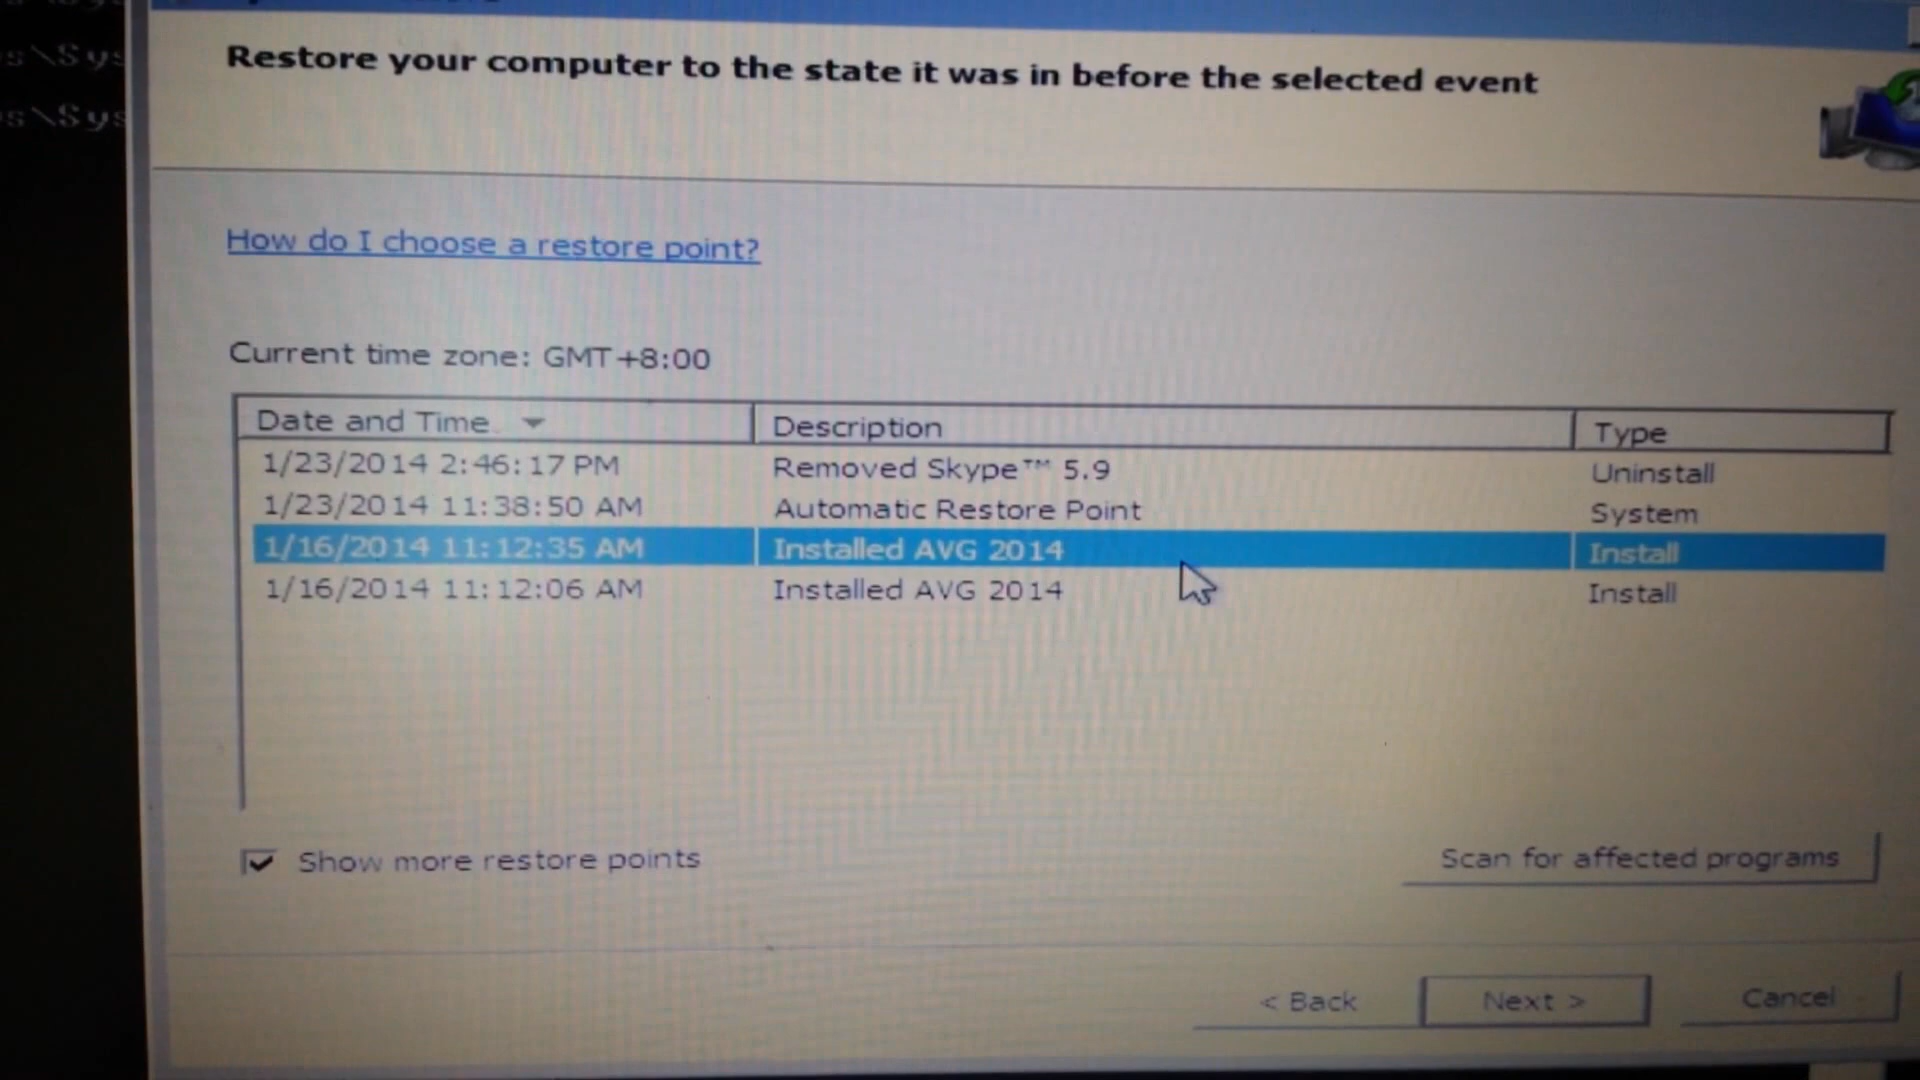 s\Sys
Restore your computer to the state it was in before the selected event
s\Sys
How do I choose a restore point?
Current time zone: GMT+8:00
Date and Time Description Type
1/23/2014 2:46:17 PM Removed Skype™ 5.9 Uninstall
1/23/2014 11:38:50 AM Automatic Restore Point System
1/16/2014 11:12:35 AM Installed AVG 2014 Install
1/16/2014 11:12:06 AM Installed AVG 2014 Install
Show more restore points Scan for affected programs
< Back Next > Cancel